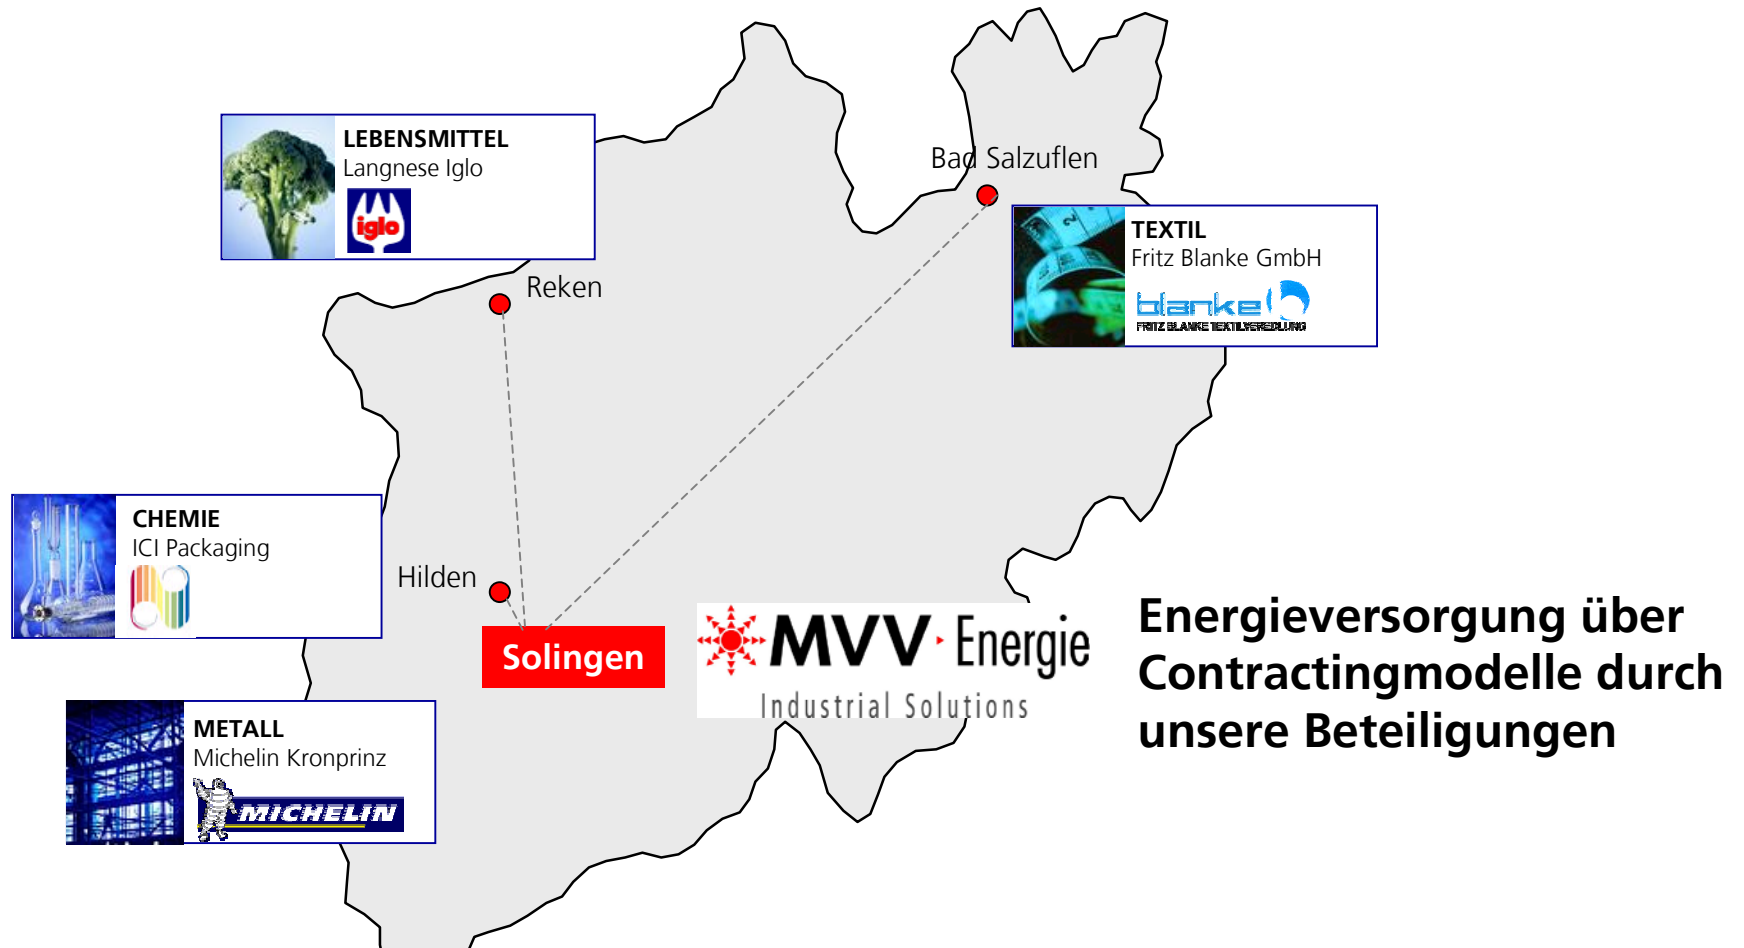 LEBENSMITTEL
Langnese Iglo
iglo
Bad Salzuflen
TEXTIL
Fritz Blanke GmbH
blanke
FRITZ BLANKE TEXTILVEREDLUNG
Reken
CHEMIE
ICI Packaging
Hilden
Solingen
MVV Energie
Industrial Solutions
Energieversorgung über
Contractingmodelle durch
unsere Beteiligungen
METALL
Michelin Kronprinz
MICHELIN